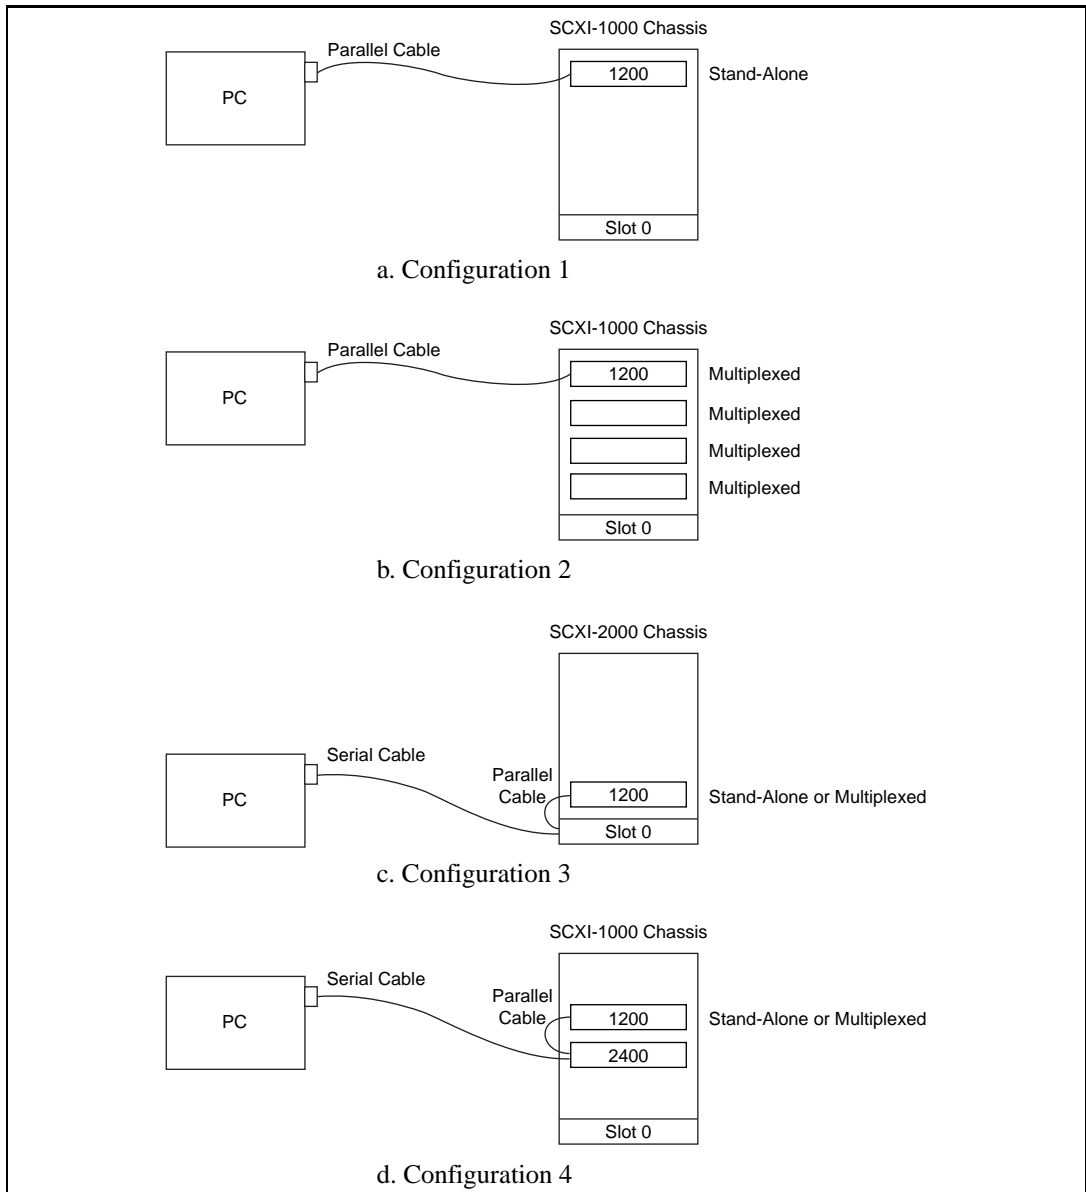 SCXI-1000 Chassis
Parallel Cable
PC
1200
Stand-Alone
Slot 0
a. Configuration 1
SCXI-1000 Chassis
Parallel Cable
PC
1200
Multiplexed
Multiplexed
Multiplexed
Multiplexed
Slot 0
b. Configuration 2
SCXI-2000 Chassis
Serial Cable
PC
Parallel
Cable
1200
Stand-Alone or Multiplexed
Slot 0
c. Configuration 3
SCXI-1000 Chassis
Serial Cable
PC
Parallel
Cable
1200
Stand-Alone or Multiplexed
2400
Slot 0
d. Configuration 4